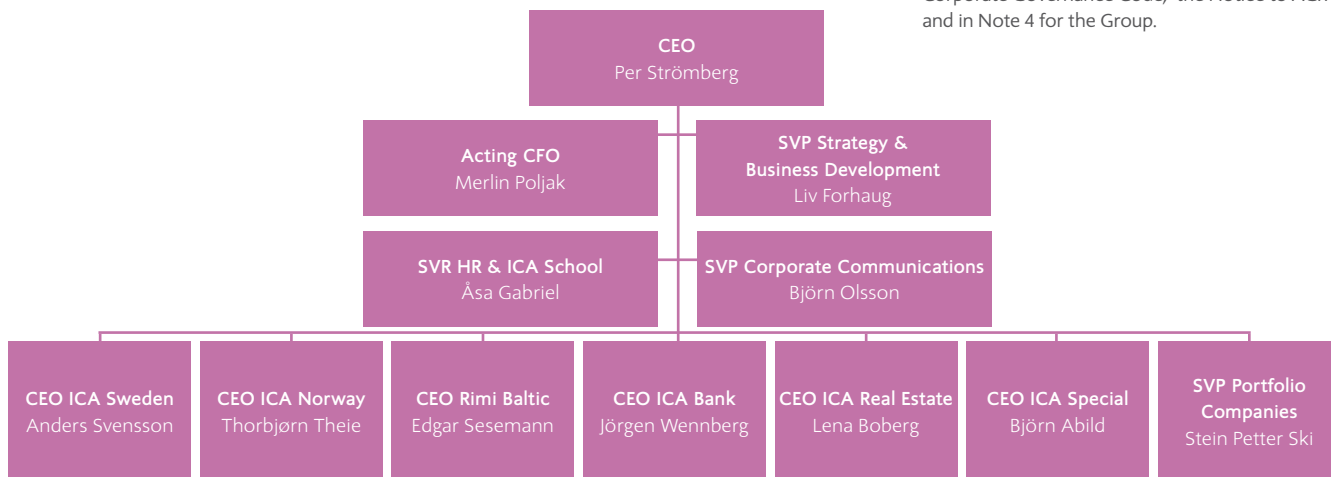 and in Note 4 for the Group.
CEO
Per Strömberg
Acting CFO
Merlin Poljak
SVP Strategy &
Business Development
Liv Forhaug
SVR HR & ICA School
Åsa Gabriel
SVP Corporate Communications
Björn Olsson
CEO ICA Sweden
Anders Svensson
CEO ICA Norway
Thorbjørn Theie
CEO Rimi Baltic
Edgar Sesemann
CEO ICA Bank
Jörgen Wennberg
CEO ICA Real Estate
Lena Boberg
CEO ICA Special
Björn Abild
SVP Portfolio
Companies
Stein Petter Ski